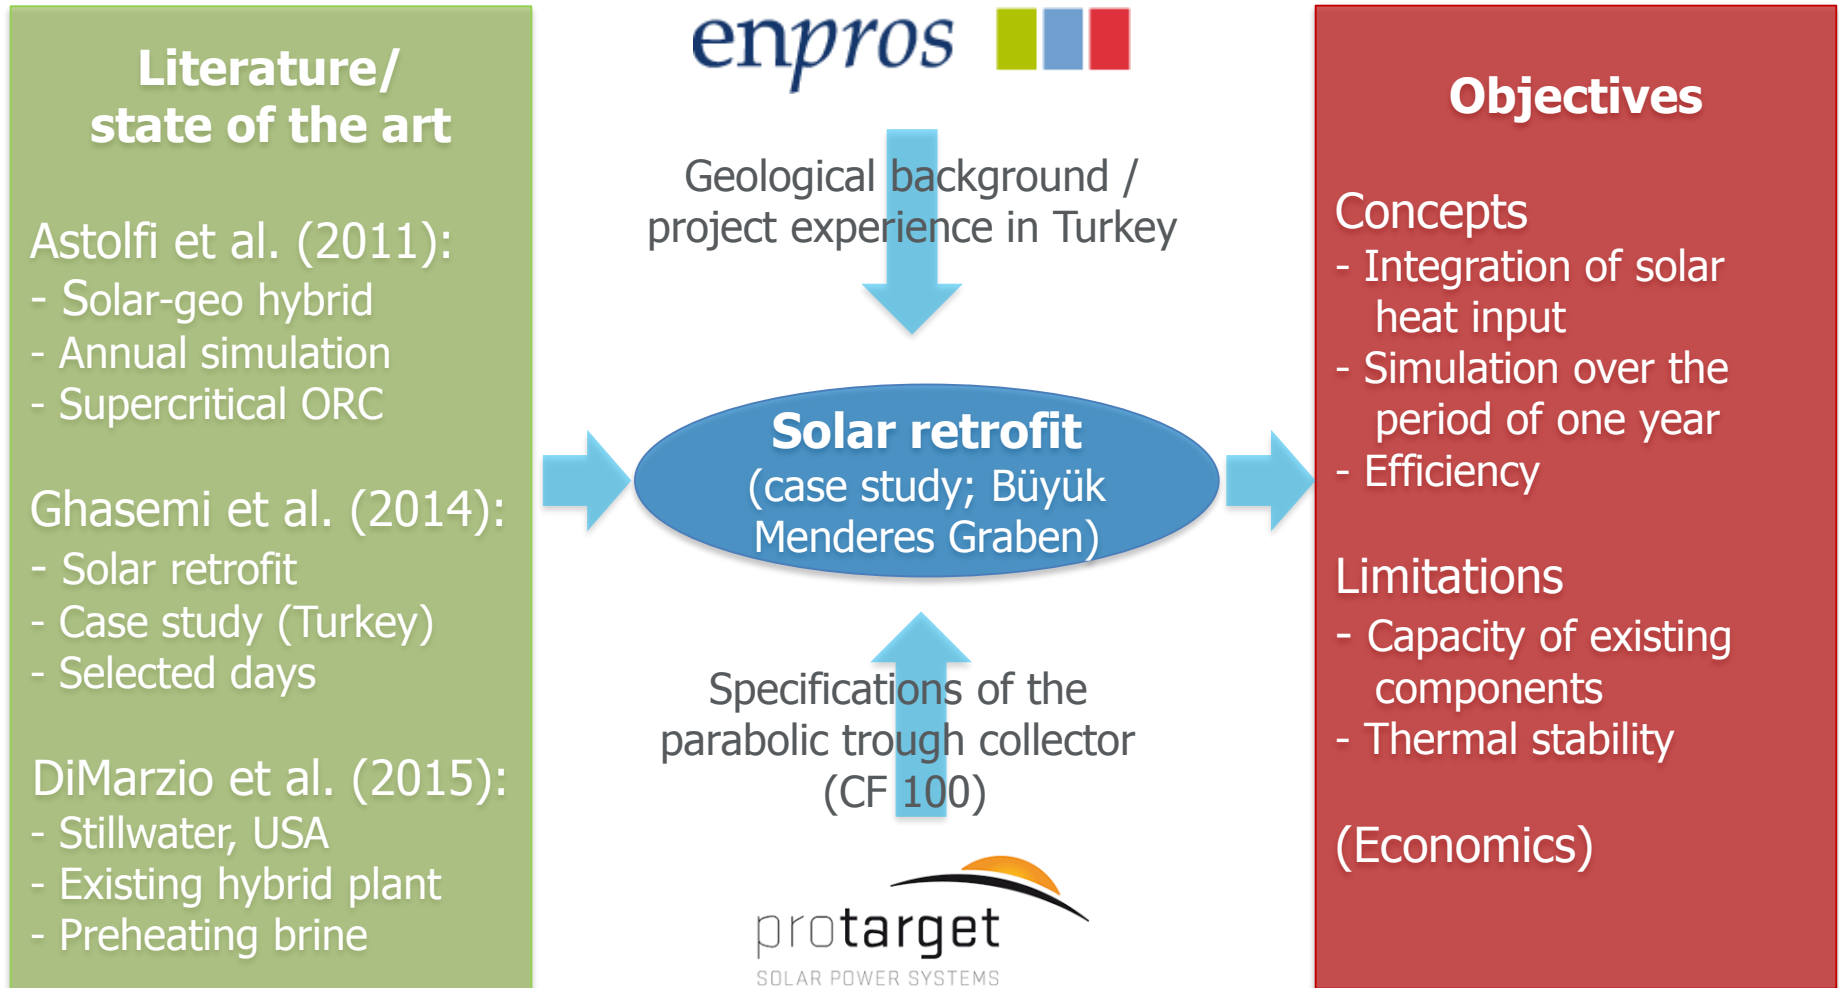 Literature/
state of the art
Astolfi et al. (2011):
- Solar-geo hybrid
- Annual simulation
- Supercritical ORC
Ghasemi et al. (2014):
- Solar retrofit
- Case study (Turkey)
- Selected days
DiMarzio et al. (2015):
- Stillwater, USA
- Existing hybrid plant
- Preheating brine
enpros
Geological background /
project experience in Turkey
Solar retrofit
(case study; Büyük
Menderes Graben)
Specifications of the
parabolic trough collector
(CF 100)
protarget
SOLAR POWER SYSTEMS
Objectives
Concepts
- Integration of solar
heat input
- Simulation over the
period of one year
- Efficiency
Limitations
- Capacity of existing
components
- Thermal stability
(Economics)